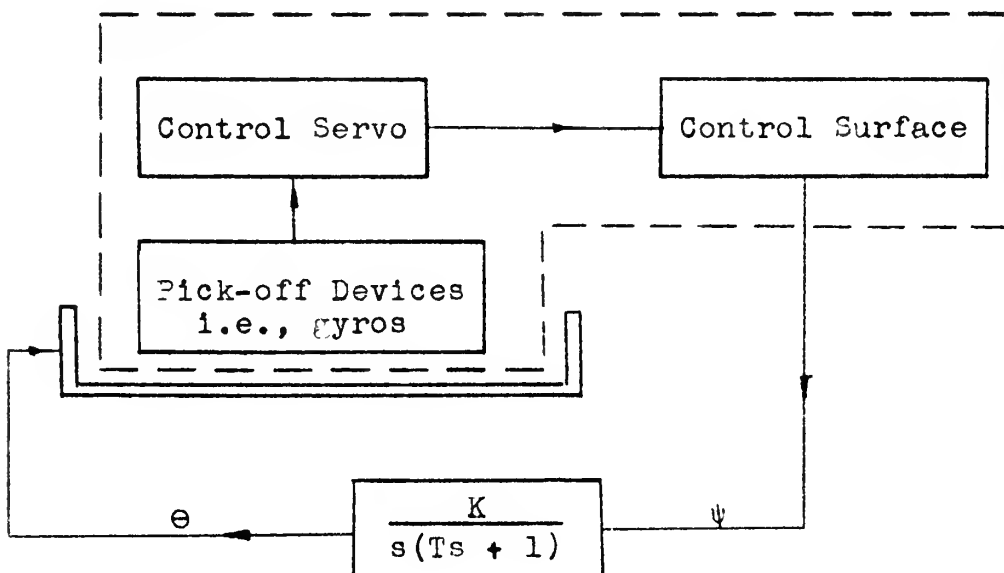 Control Servo
Control Surface
Pick-off Devices
i.e., gyros
Θ
K
s(Ts + 1)
ψ